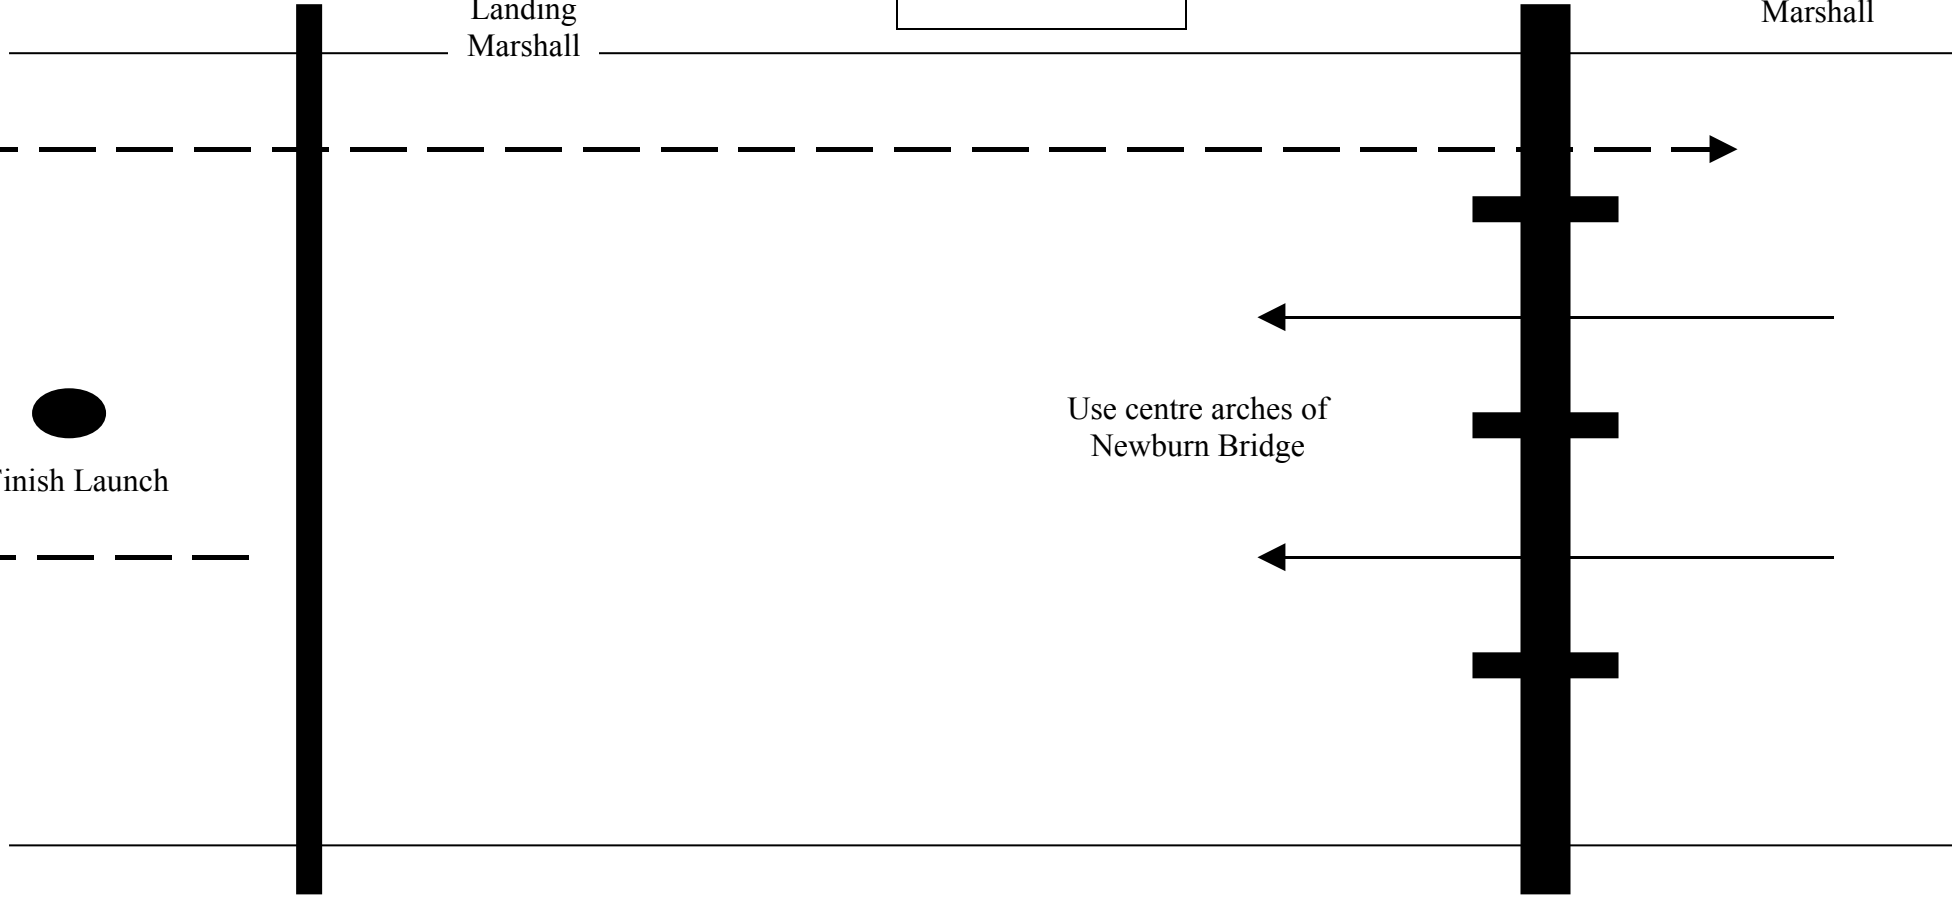 Landing
Marshall
Marshall
Use centre arches of
Newburn Bridge
Finish Launch